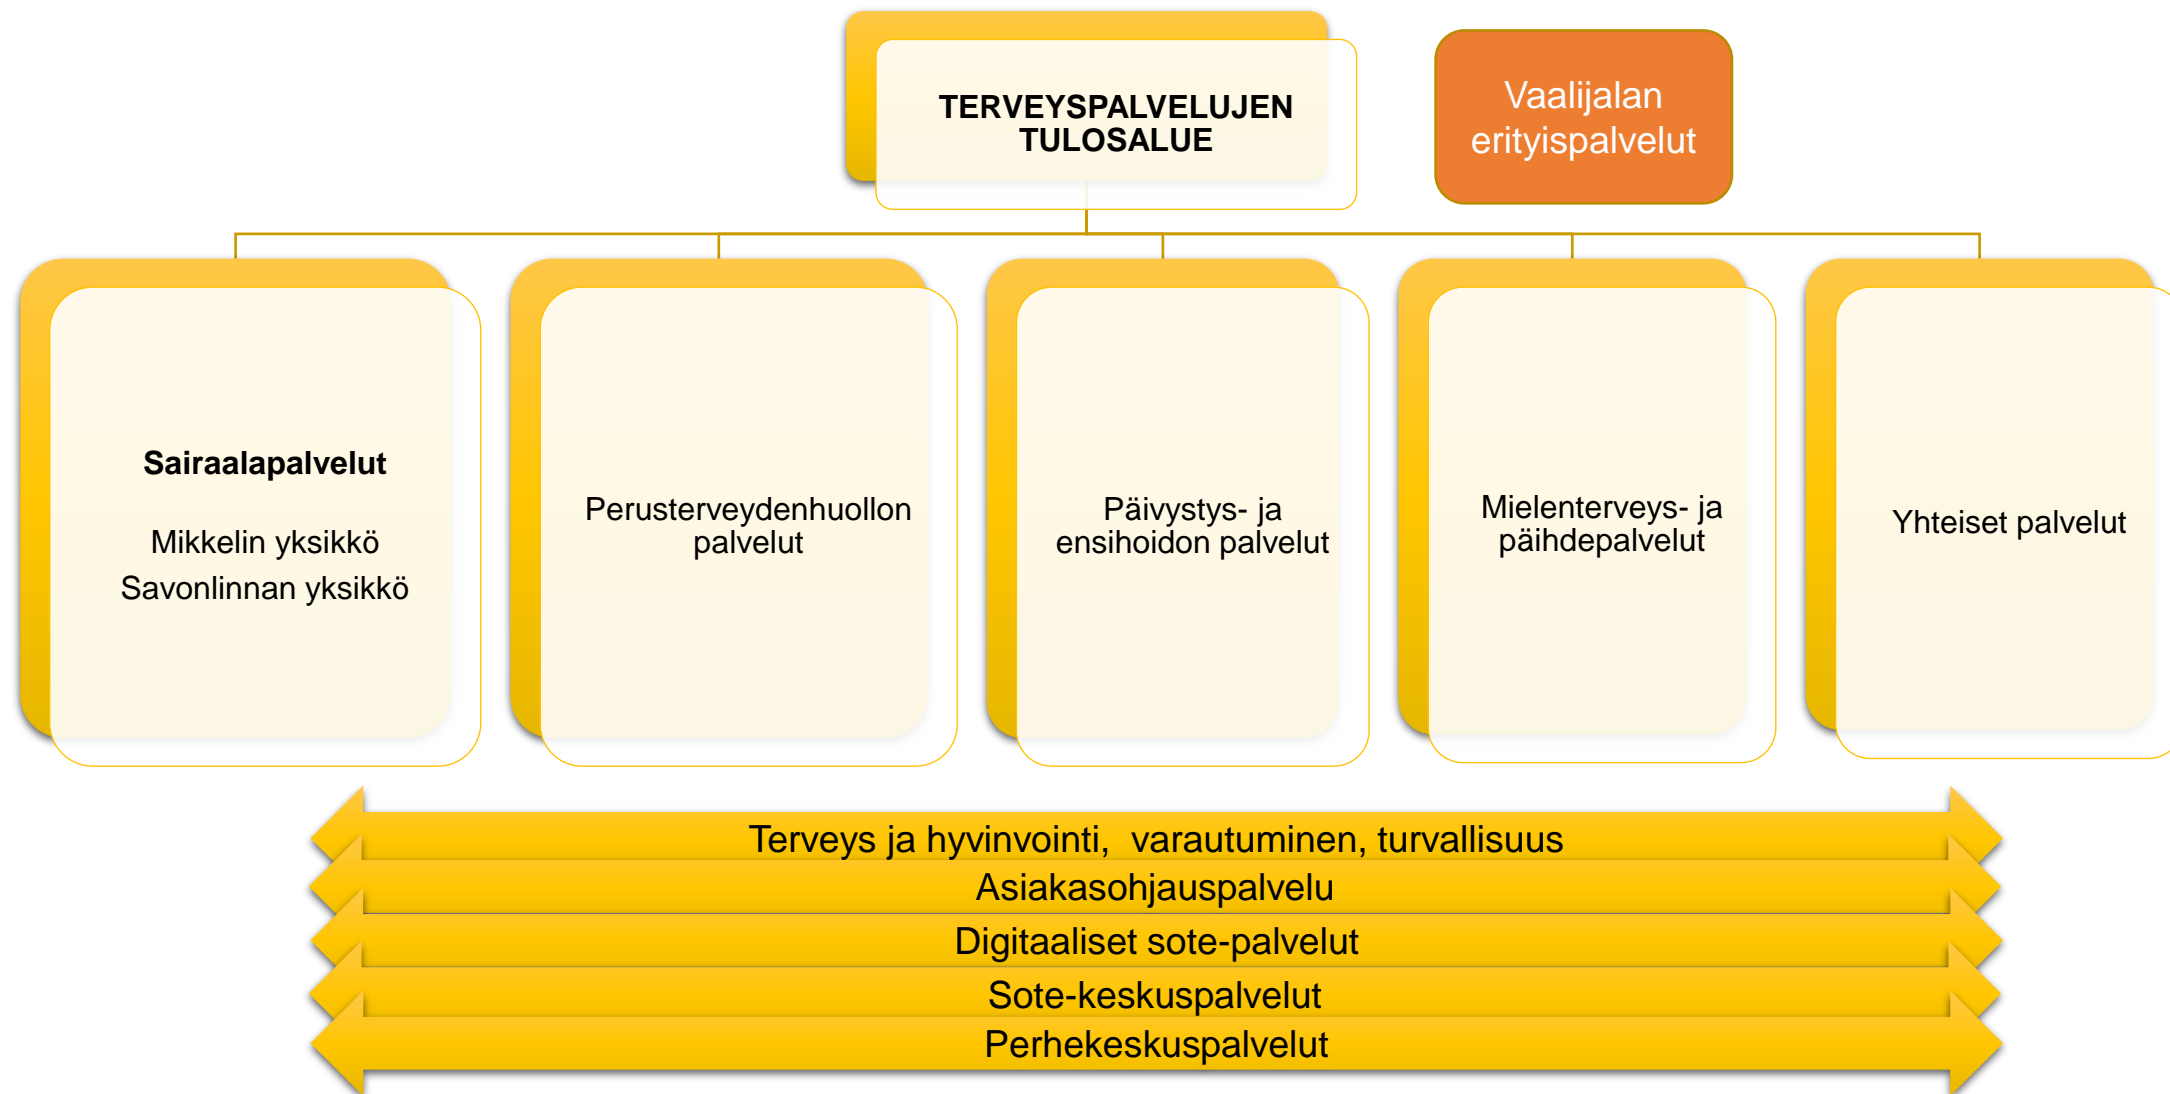 TERVEYSPALVELUJEN
TULOSALUE
Vaalijalan
erityispalvelut
Sairaalapalvelut
Mikkelin yksikkö
Savonlinnan yksikkö
Perusterveydenhuollon
palvelut
Päivystys- ja
ensihoidon palvelut
Mielenterveys- ja
päihdepalvelut
Yhteiset palvelut
Terveys ja hyvinvointi,  varautuminen, turvallisuus
Asiakasohjauspalvelu
Digitaaliset sote-palvelut
Sote-keskuspalvelut
Perhekeskuspalvelut